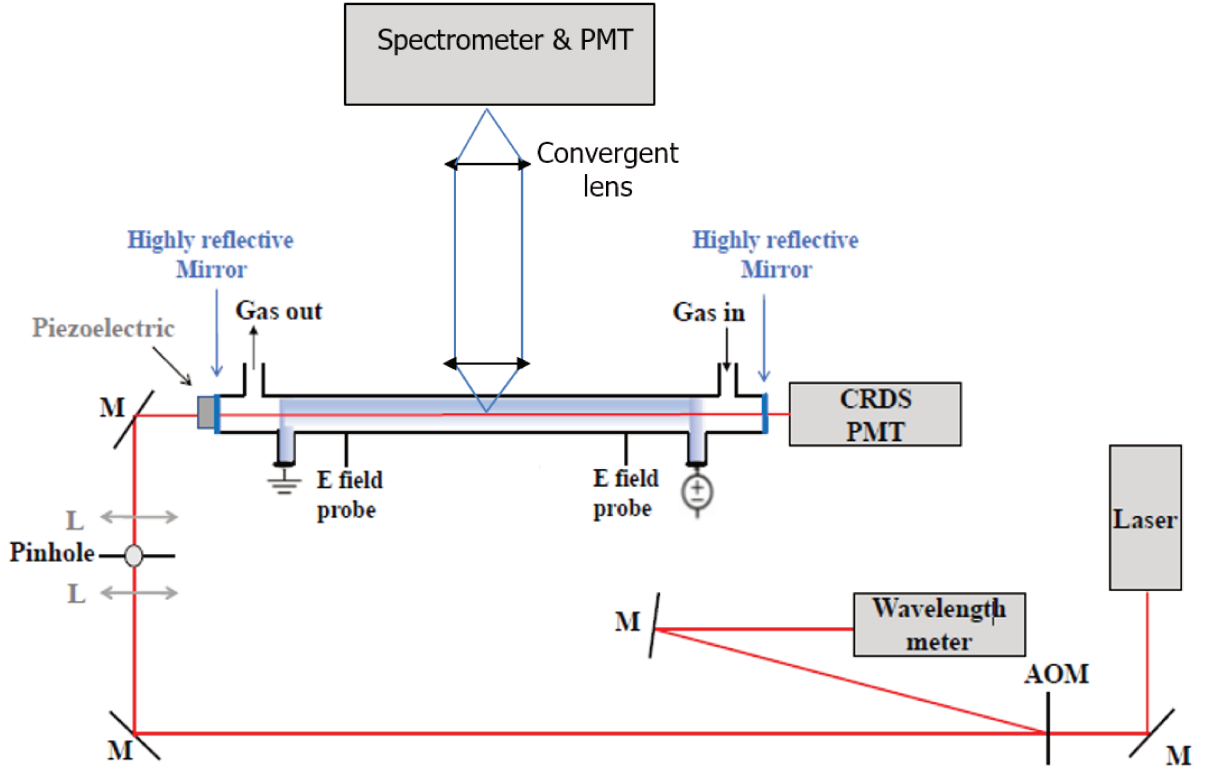 Spectrometer & PMT
Convergent
lens
Highly reflective
Mirror
Highly reflective
Mirror
Gas out
Gas in
Piezoelectric
M
CRDS
PMT
E field
probe
E field
probe
+
−
L
Pinhole
L
Laser
M
Wavelength
meter
AOM
M
M